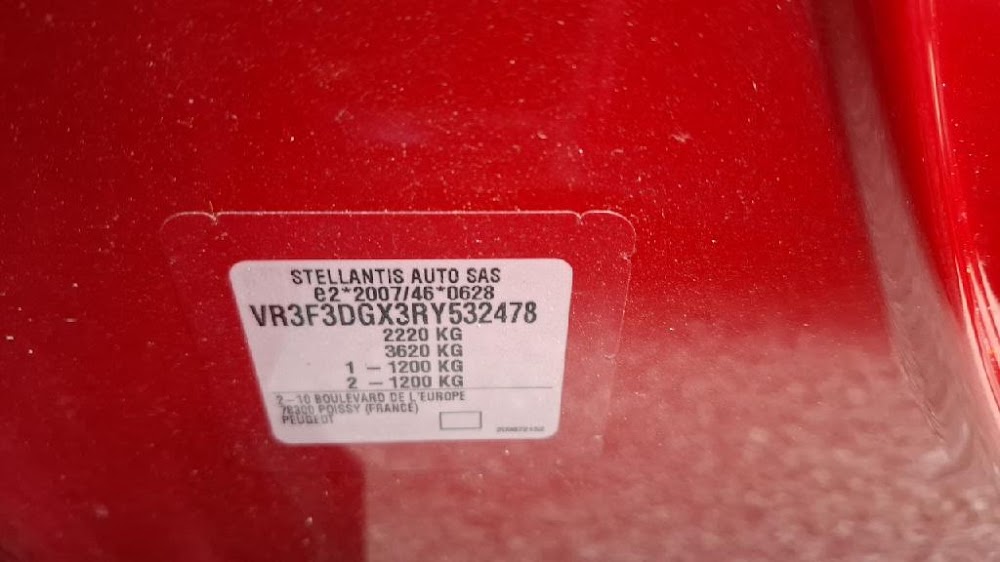 STELLANTIS AUTO SAS
e2*2007/46*0628
VR3F3DGX3RY532478
2220 KG
3620 KG
1 – 1200 KG
2 – 1200 KG
2–10 BOULEVARD DE L'EUROPE
78300 POISSY (FRANCE)
PEUGEOT